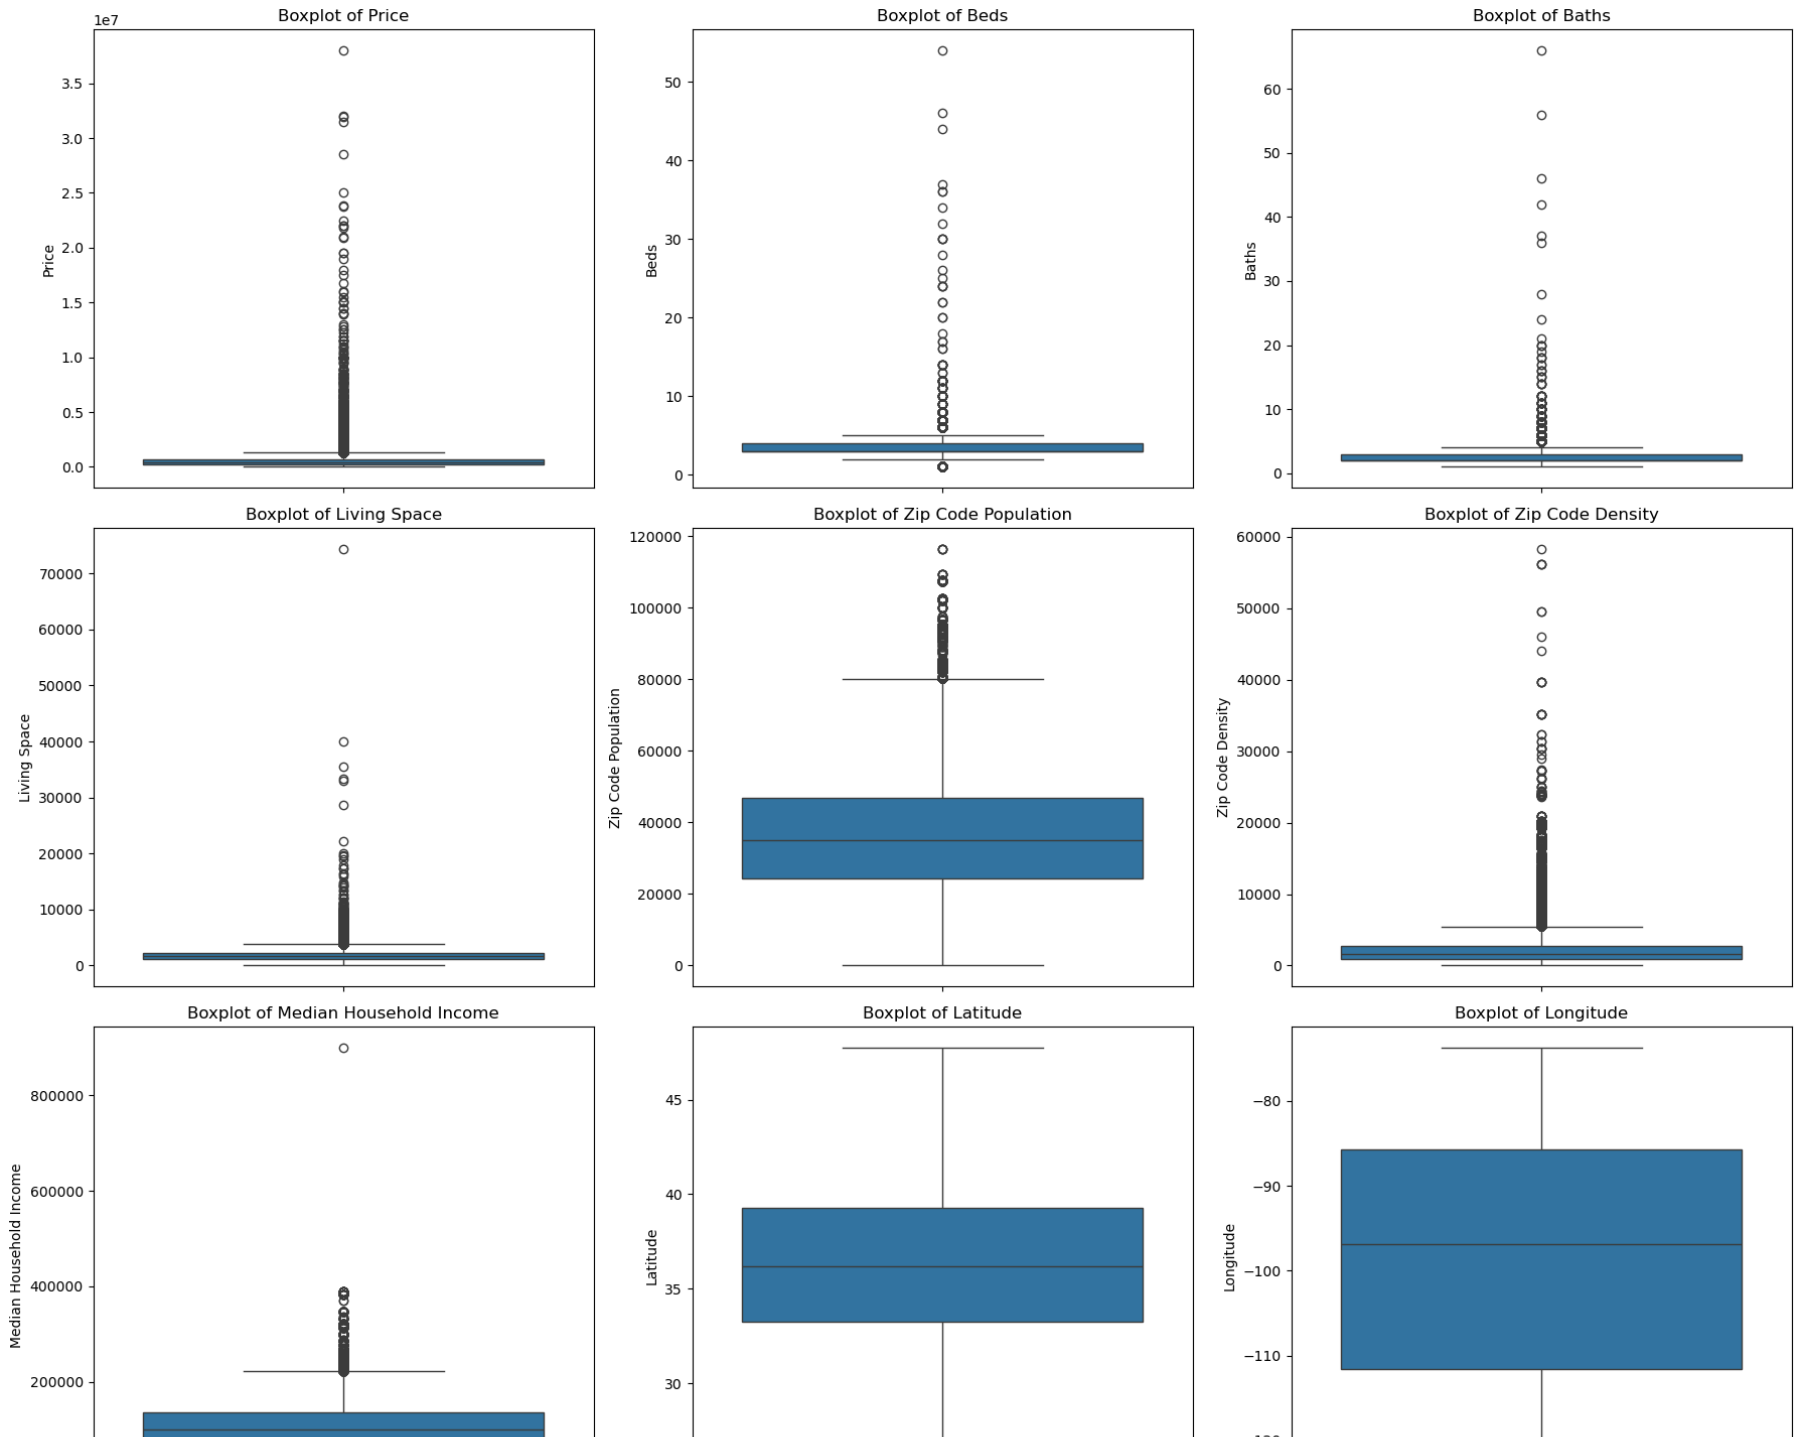 Boxplot of Price
Boxplot of Beds
Boxplot of Baths
1e7
3.5
3.0
2.5
2.0
1.5
1.0
0.5
0.0
Price
50
40
30
20
10
0
Beds
60
50
40
30
20
10
0
Baths
Boxplot of Living Space
Boxplot of Zip Code Population
Boxplot of Zip Code Density
70000
60000
50000
40000
30000
20000
10000
0
Living Space
120000
100000
80000
60000
40000
20000
0
Zip Code Population
60000
50000
40000
30000
20000
10000
0
Zip Code Density
Boxplot of Median Household Income
Boxplot of Latitude
Boxplot of Longitude
800000
600000
400000
200000
Median Household Income
45
40
35
30
Latitude
−80
−90
−100
−110
Longitude